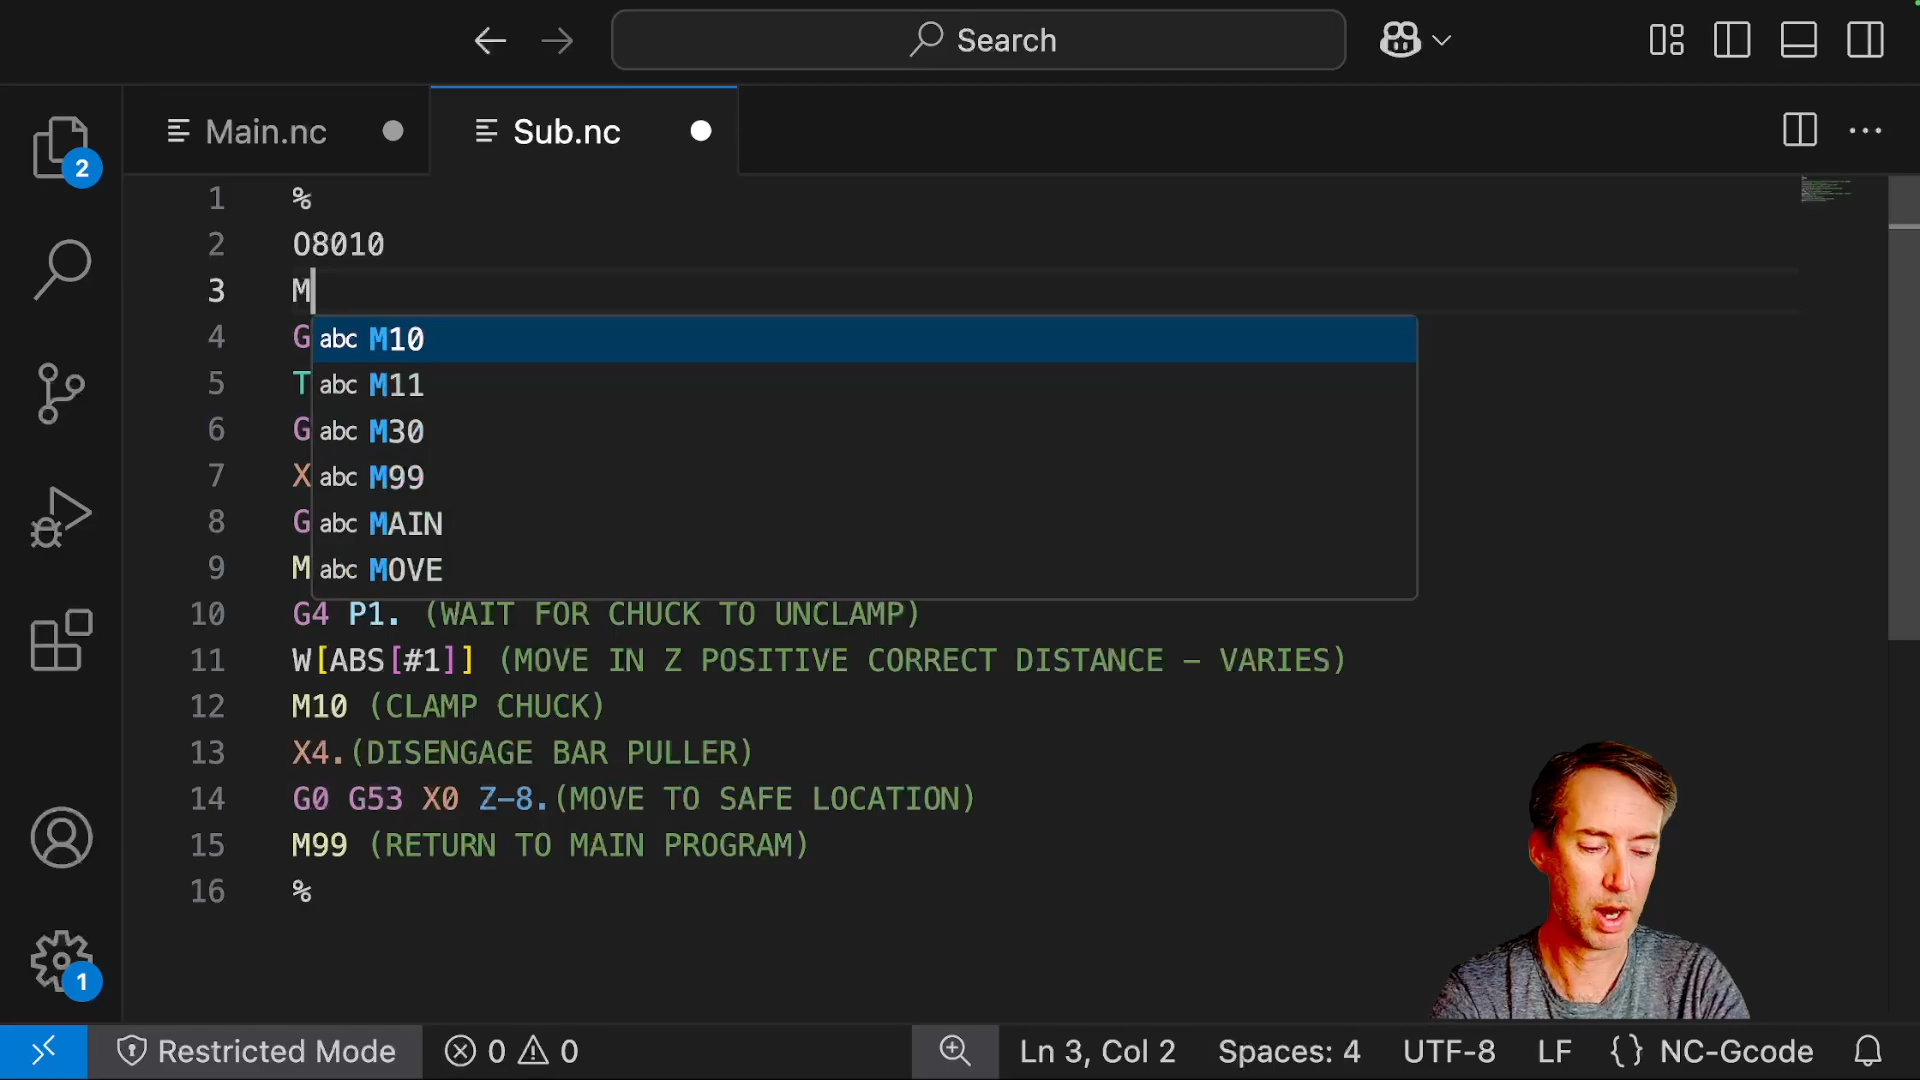 Search
Main.nc
Sub.nc
2
1 %
2 O8010
3 M
4 G
abc M10
5 T
abc M11
6 G
abc M30
7 X
abc M99
8 G
abc MAIN
9 M
abc MOVE
10 G4 P1. (WAIT FOR CHUCK TO UNCLAMP)
11 W[ABS[#1]] (MOVE IN Z POSITIVE CORRECT DISTANCE - VARIES)
12 M10 (CLAMP CHUCK)
13 X4.(DISENGAGE BAR PULLER)
14 G0 G53 X0 Z-8.(MOVE TO SAFE LOCATION)
15 M99 (RETURN TO MAIN PROGRAM)
16 %
1
Restricted Mode 0 0 Ln 3, Col 2 Spaces: 4 UTF-8 LF {} NC-Gcode